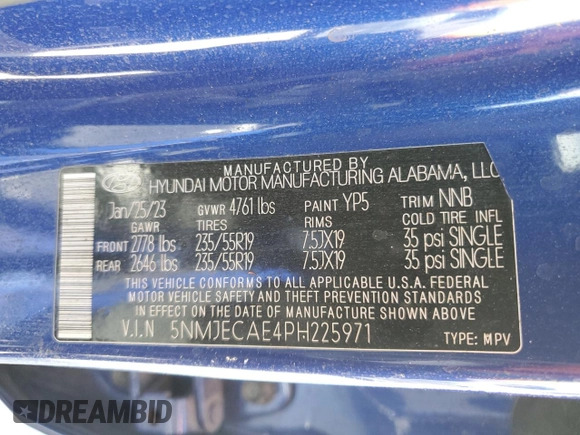 MANUFACTURED BY
HYUNDAI MOTOR MANUFACTURING ALABAMA, LLC
Jan/25/23 GVWR 4761 lbs PAINT YP5 TRIM NNB
GAWR TIRES RIMS COLD TIRE INFL
FRONT 2778 lbs 235/55R19 7.5JX19 35 psi SINGLE
REAR 2646 lbs 235/55R19 7.5JX19 35 psi SINGLE
THIS VEHICLE CONFORMS TO ALL APPLICABLE U.S.A. FEDERAL
MOTOR VEHICLE SAFETY AND THEFT PREVENTION STANDARDS
IN EFFECT ON THE DATE OF MANUFACTURE SHOWN ABOVE
V.I.N 5NMJECAE4PH225971 TYPE: MPV
DREAMBID